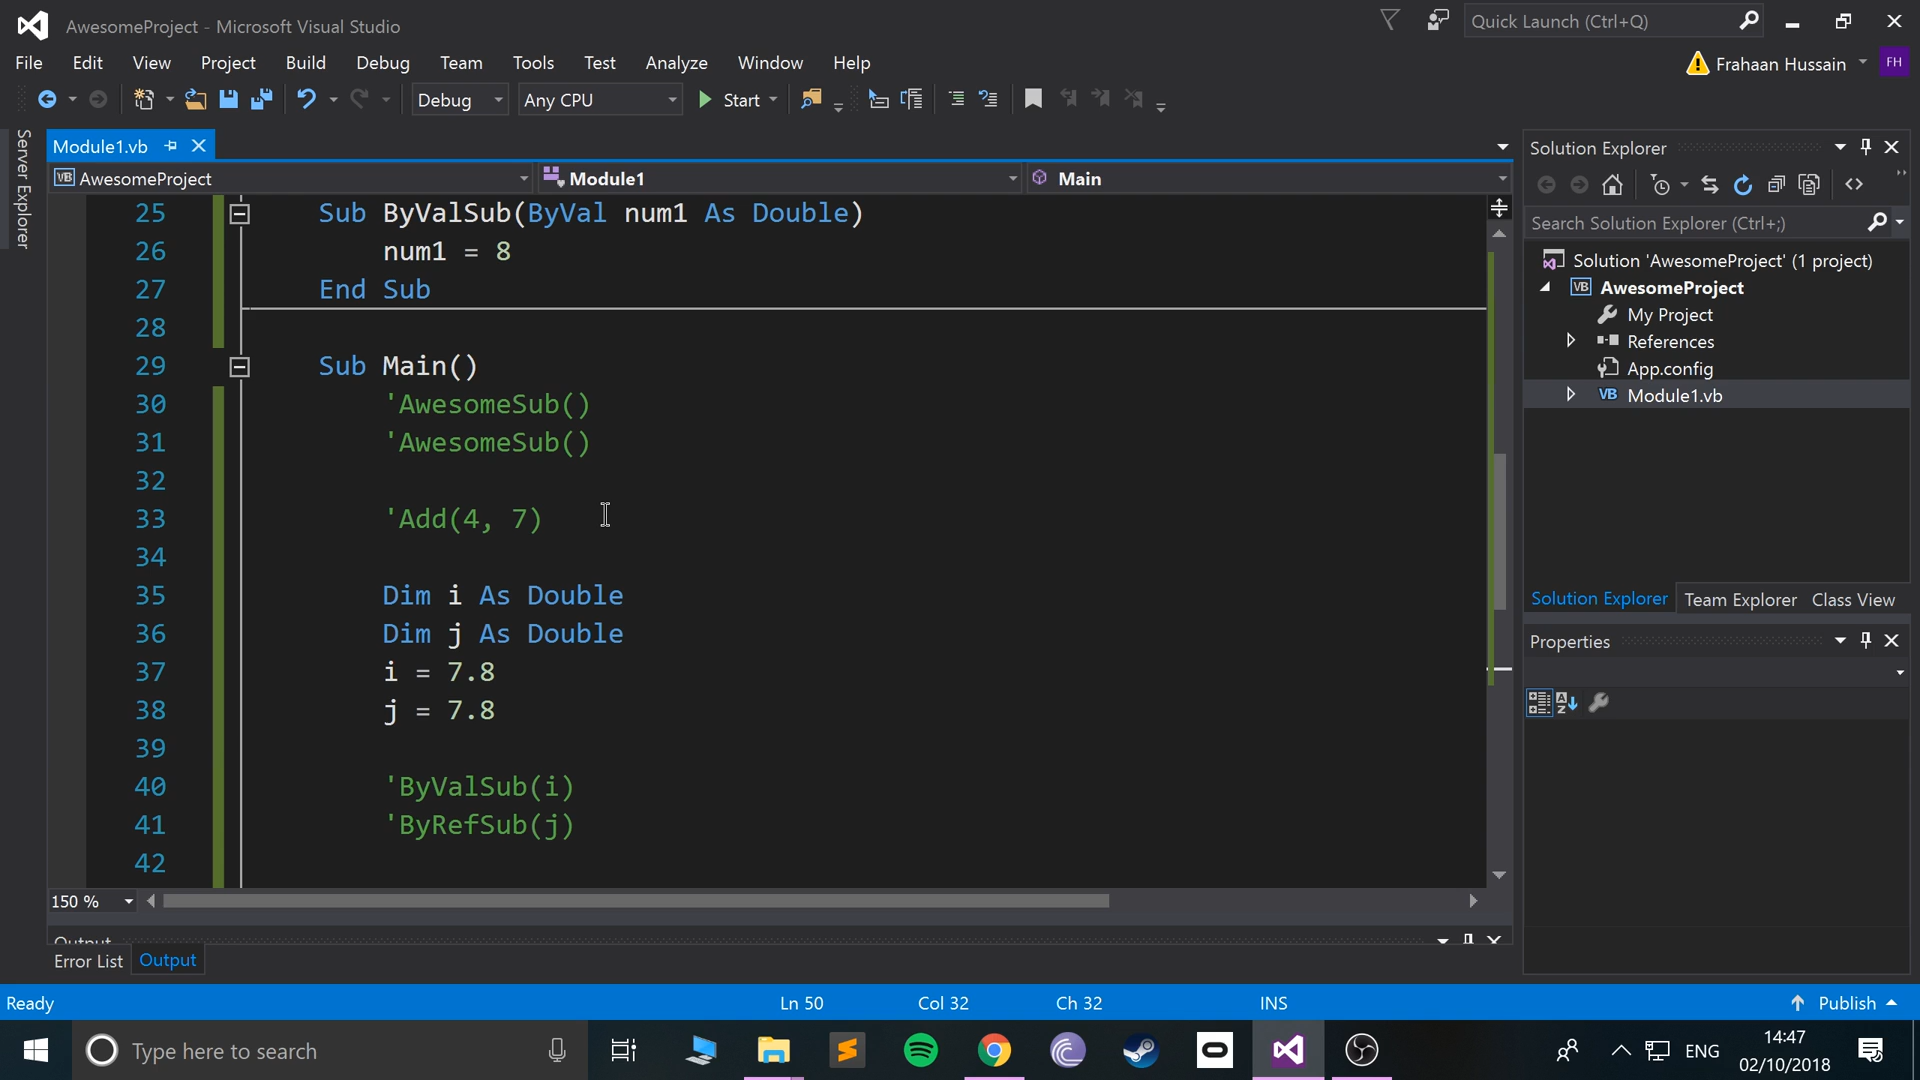 AwesomeProject - Microsoft Visual Studio
Quick Launch (Ctrl+Q)
File Edit View Project Build Debug Team Tools Test Analyze Window Help
Frahaan Hussain FH
Debug Any CPU Start
Server Explorer
Module1.vb
AwesomeProject Module1 Main
25 Sub ByValSub(ByVal num1 As Double)
26 num1 = 8
27 End Sub
28
29 Sub Main()
30 'AwesomeSub()
31 'AwesomeSub()
32
33 'Add(4, 7)
34
35 Dim i As Double
36 Dim j As Double
37 i = 7.8
38 j = 7.8
39
40 'ByValSub(i)
41 'ByRefSub(j)
42
150 %
Output
Error List Output
Solution Explorer
Search Solution Explorer (Ctrl+;)
Solution 'AwesomeProject' (1 project)
VB AwesomeProject
My Project
References
App.config
VB Module1.vb
Solution Explorer Team Explorer Class View
Properties
Ready Ln 50 Col 32 Ch 32 INS Publish
Type here to search
ENG
14:47
02/10/2018